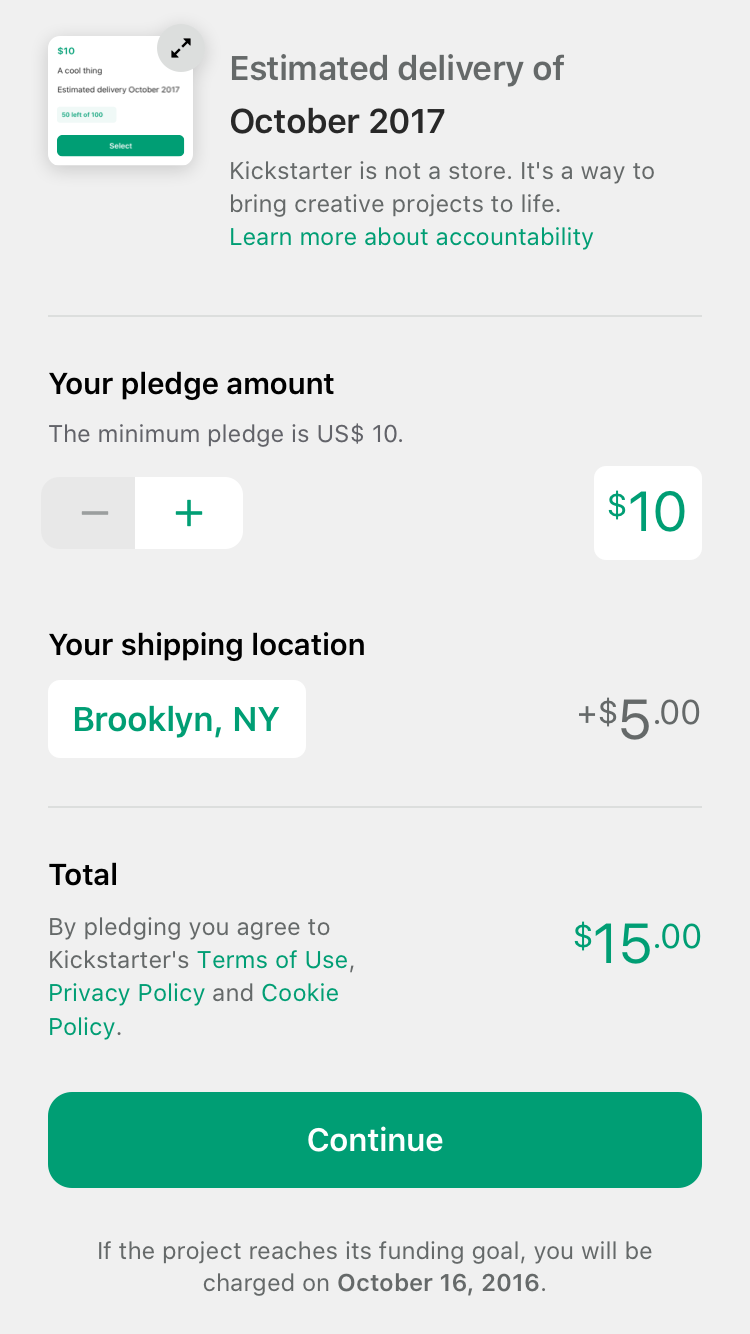 $10
A cool thing
Estimated delivery October 2017
50 left of 100
Select
Estimated delivery of
October 2017
Kickstarter is not a store. It's a way to
bring creative projects to life.
Learn more about accountability
Your pledge amount
The minimum pledge is US$ 10.
− +
$10
Your shipping location
Brooklyn, NY
+$5.00
Total
By pledging you agree to
Kickstarter's Terms of Use,
Privacy Policy and Cookie
Policy.
$15.00
Continue
If the project reaches its funding goal, you will be
charged on October 16, 2016.